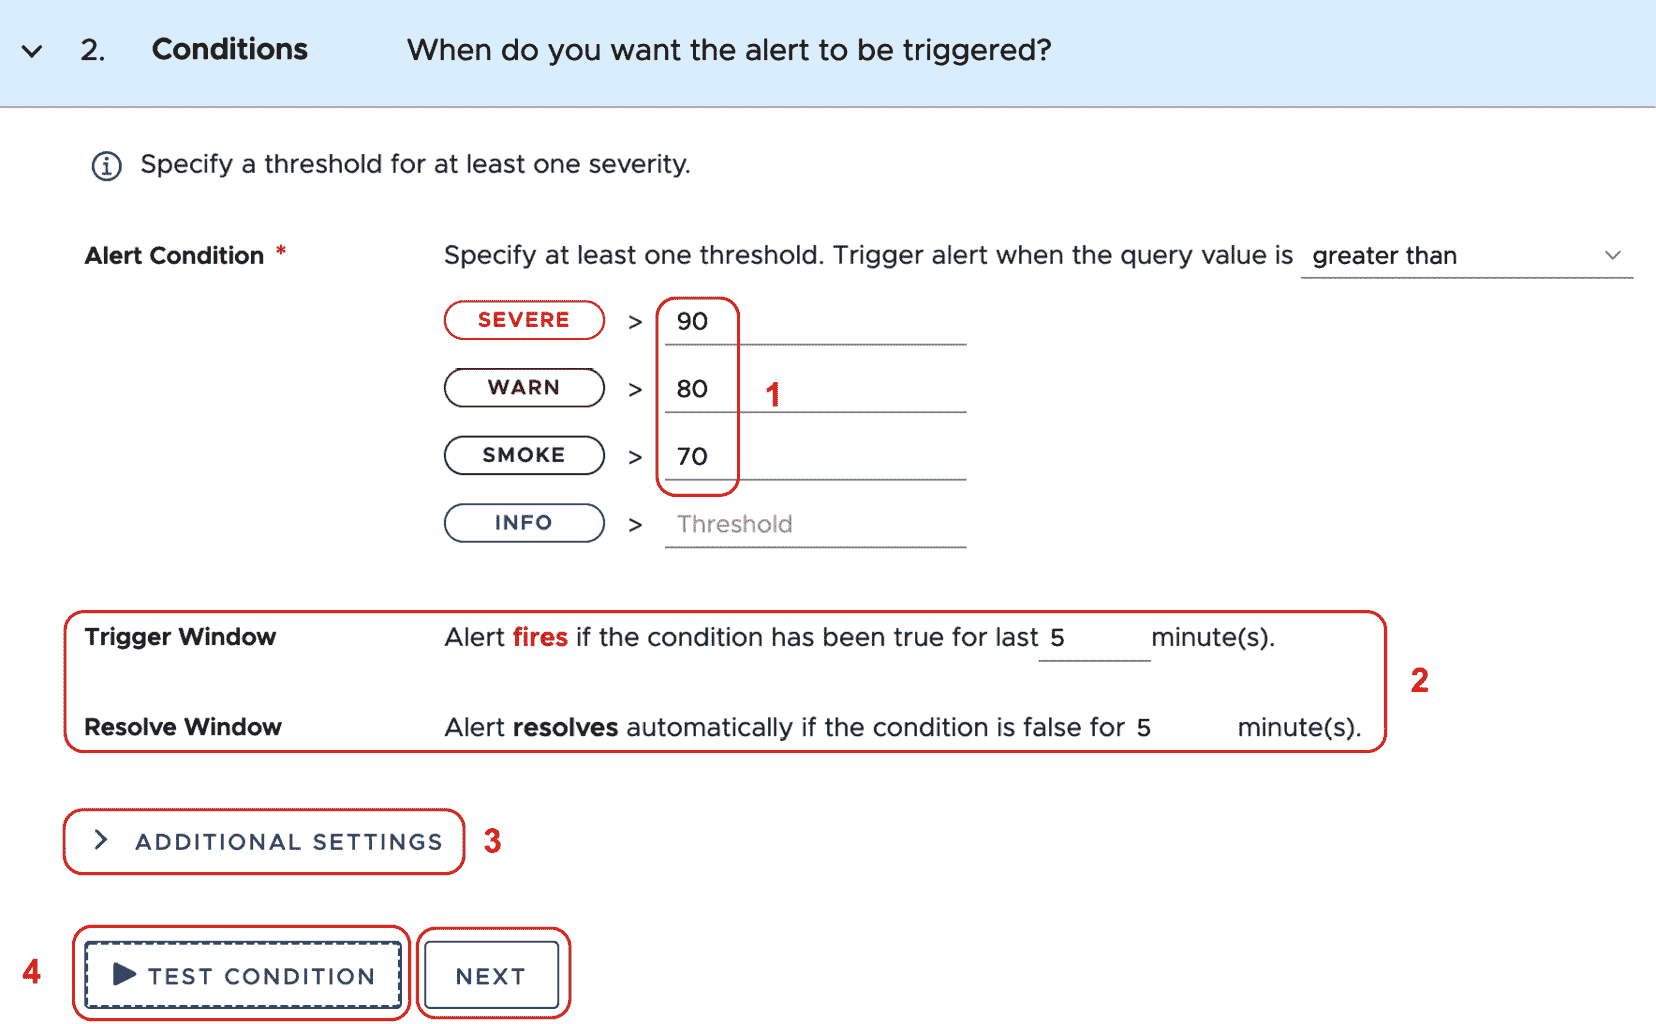 2. Conditions When do you want the alert to be triggered?
Specify a threshold for at least one severity.
Alert Condition * Specify at least one threshold. Trigger alert when the query value is greater than
SEVERE > 90
WARN > 80 1
SMOKE > 70
INFO > Threshold
Trigger Window Alert fires if the condition has been true for last 5 minute(s).
2
Resolve Window Alert resolves automatically if the condition is false for 5 minute(s).
> ADDITIONAL SETTINGS 3
4 TEST CONDITION NEXT